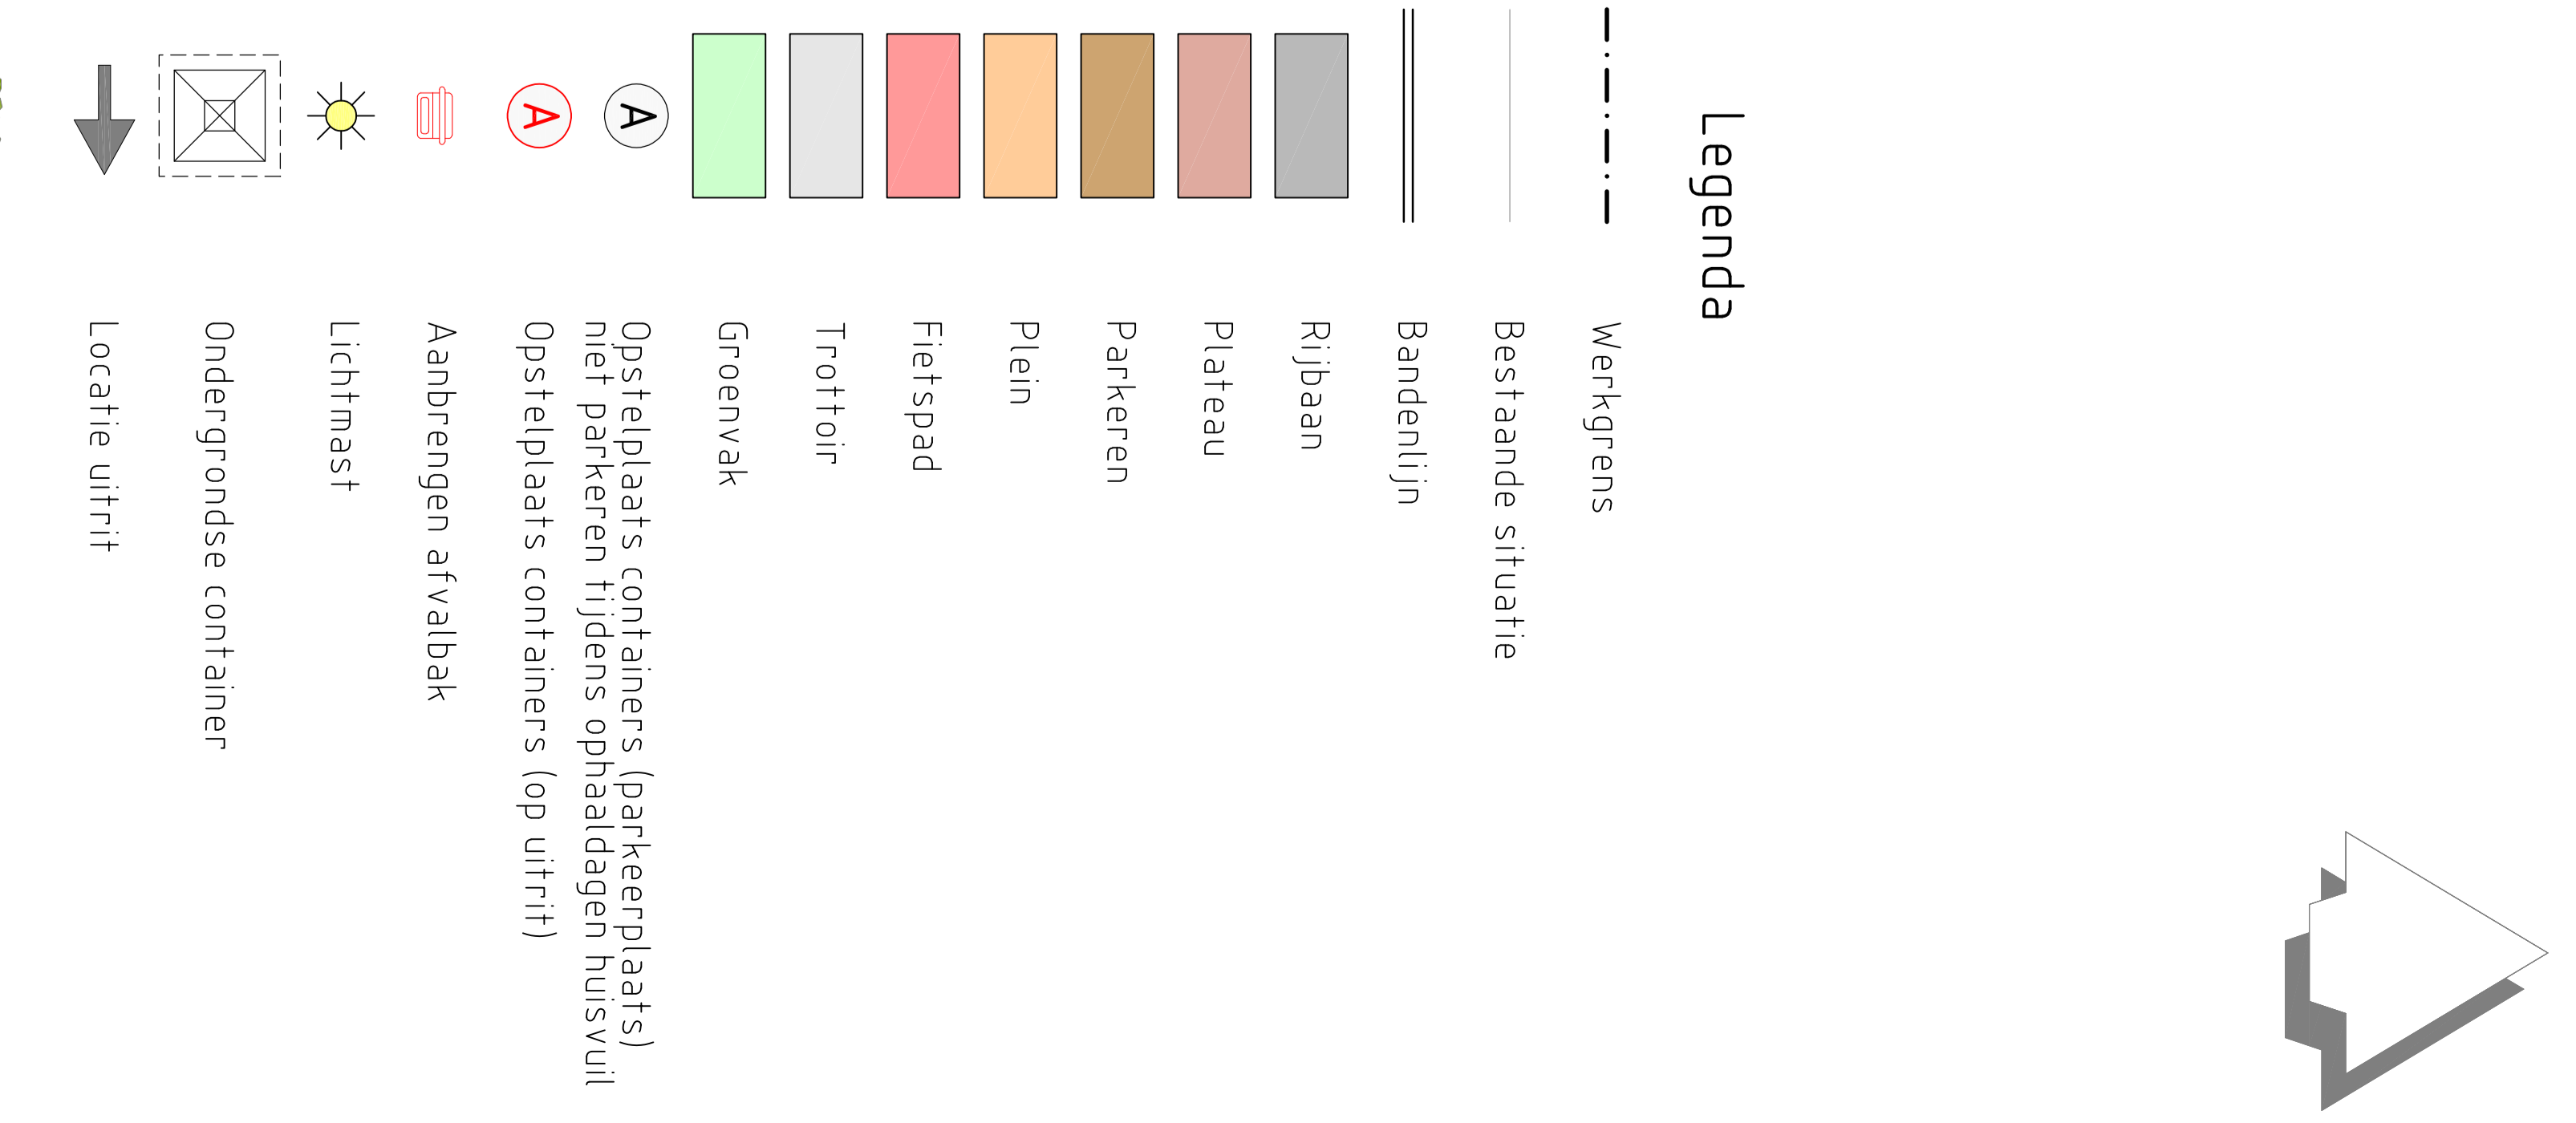 Legenda
Werkgrens
Bestaande situatie
Bandenlijn
Rijbaan
Plateau
Parkeren
Plein
Fietspad
Trottoir
Groenvak
A
Opstelplaats containers (parkeerplaats)
niet parkeren tijdens ophaaldagen huisvuil
A
Opstelplaats containers (op uitrit)
Aanbrengen afvalbak
Lichtmast
Ondergrondse container
Locatie uitrit